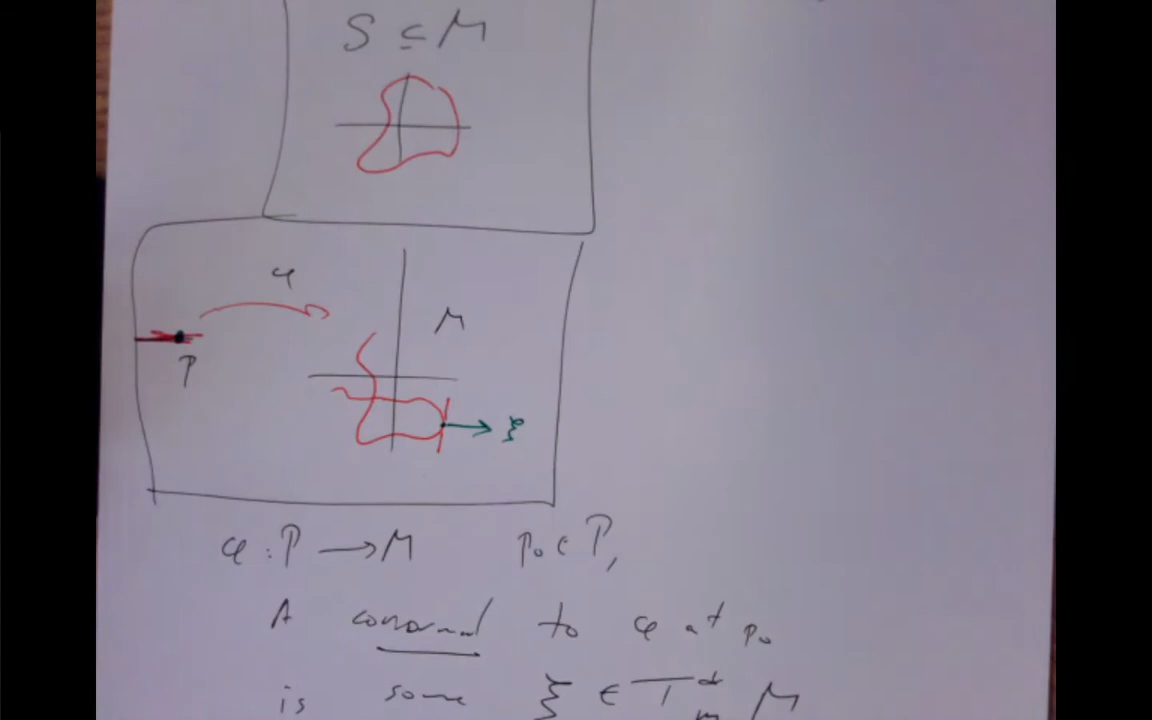 S ⊆ M
φ
M
P
ξ
φ : P → M p₀ ∈ P,
A conormal to φ at p₀
is some ξ ∈ T*ₘ M